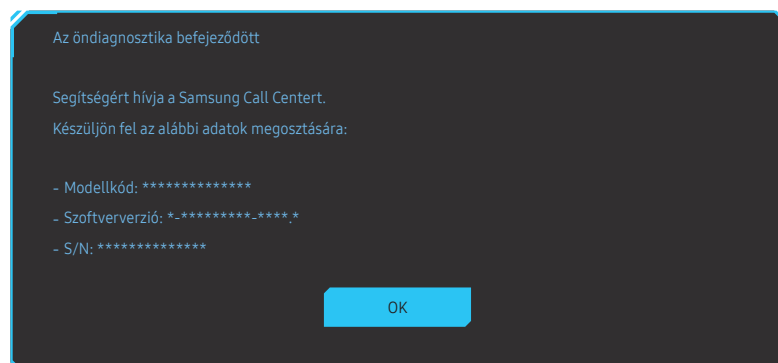 Az öndiagnosztika befejeződött
Segítségért hívja a Samsung Call Centert.
Készüljön fel az alábbi adatok megosztására:
- Modellkód: **************
- Szoftververzió: *-*********-****.*
- S/N: **************
OK